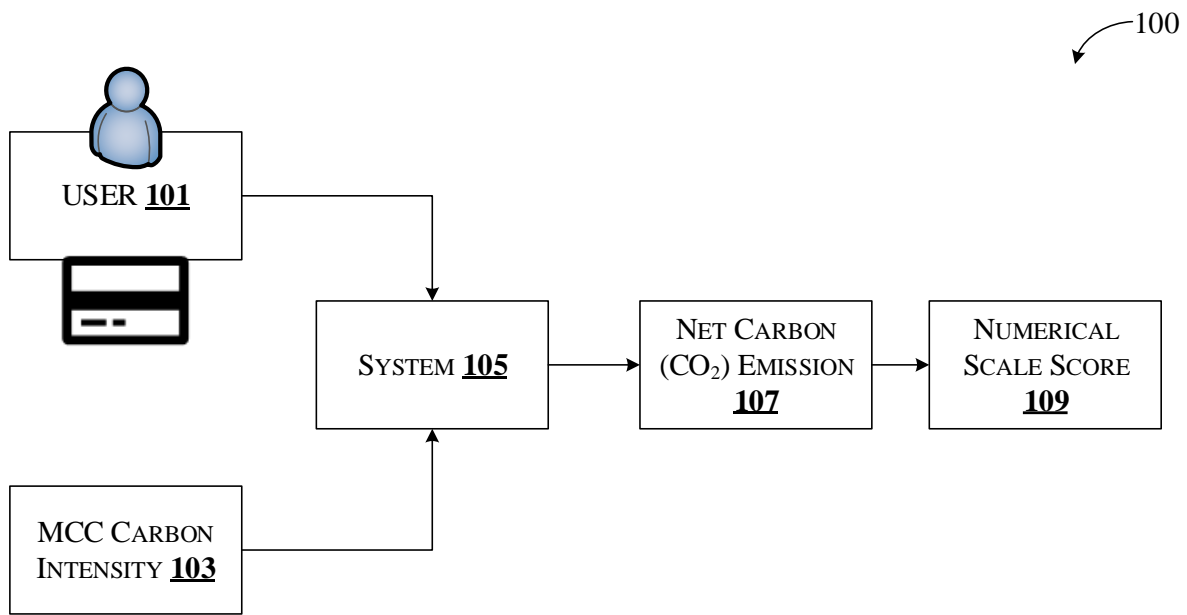 100
USER 101
SYSTEM 105
NET CARBON
(CO₂) EMISSION
107
NUMERICAL
SCALE SCORE
109
MCC CARBON
INTENSITY 103